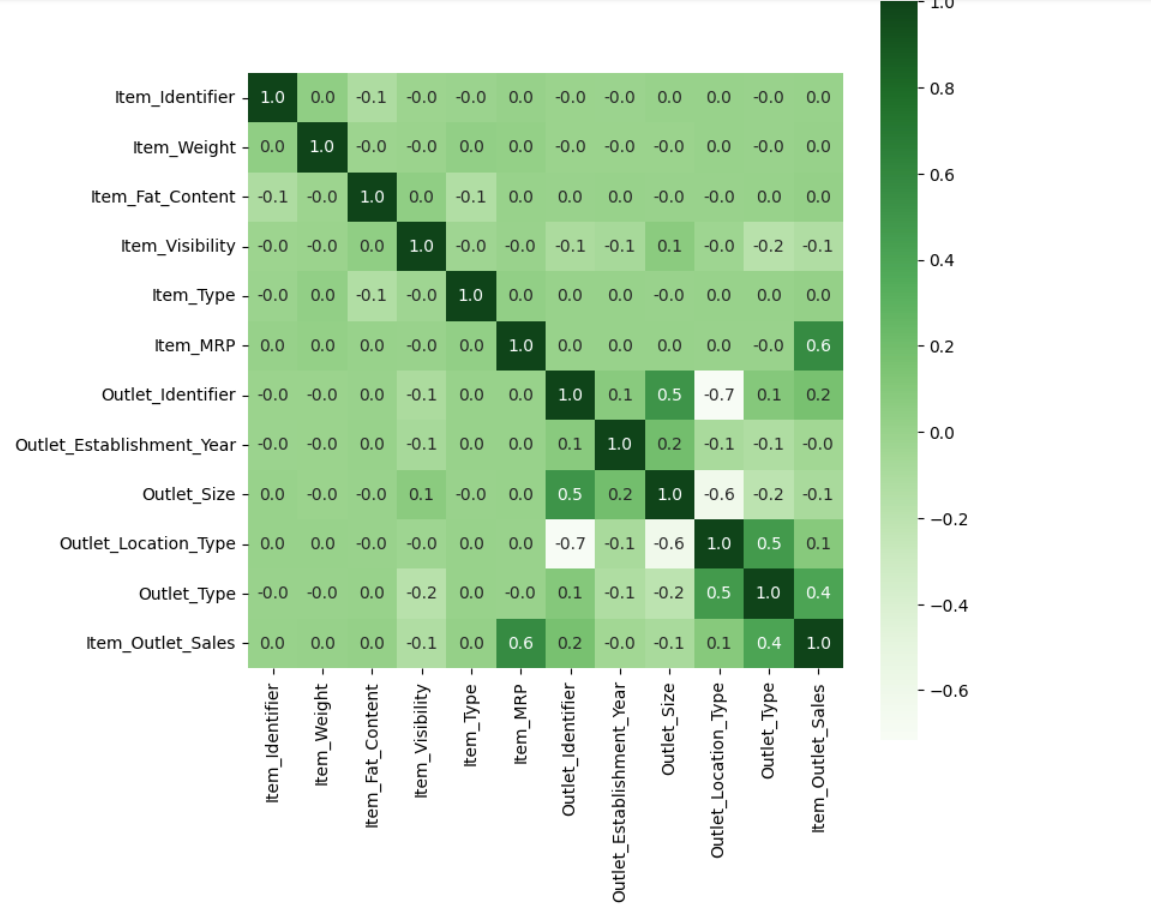 1.0
Item_Identifier 1.0 0.0 -0.1 -0.0 -0.0 0.0 -0.0 -0.0 0.0 0.0 -0.0 0.0
Item_Weight 0.0 1.0 -0.0 -0.0 0.0 0.0 -0.0 -0.0 -0.0 0.0 -0.0 0.0
Item_Fat_Content -0.1 -0.0 1.0 0.0 -0.1 0.0 0.0 0.0 -0.0 -0.0 0.0 0.0
Item_Visibility -0.0 -0.0 0.0 1.0 -0.0 -0.0 -0.1 -0.1 0.1 -0.0 -0.2 -0.1
Item_Type -0.0 0.0 -0.1 -0.0 1.0 0.0 0.0 0.0 -0.0 0.0 0.0 0.0
Item_MRP 0.0 0.0 0.0 -0.0 0.0 1.0 0.0 0.0 0.0 0.0 -0.0 0.6
Outlet_Identifier -0.0 -0.0 0.0 -0.1 0.0 0.0 1.0 0.1 0.5 -0.7 0.1 0.2
Outlet_Establishment_Year -0.0 -0.0 0.0 -0.1 0.0 0.0 0.1 1.0 0.2 -0.1 -0.1 -0.0
Outlet_Size 0.0 -0.0 -0.0 0.1 -0.0 0.0 0.5 0.2 1.0 -0.6 -0.2 -0.1
Outlet_Location_Type 0.0 0.0 -0.0 -0.0 0.0 0.0 -0.7 -0.1 -0.6 1.0 0.5 0.1
Outlet_Type -0.0 -0.0 0.0 -0.2 0.0 -0.0 0.1 -0.1 -0.2 0.5 1.0 0.4
Item_Outlet_Sales 0.0 0.0 0.0 -0.1 0.0 0.6 0.2 -0.0 -0.1 0.1 0.4 1.0
Item_Identifier
Item_Weight
Item_Fat_Content
Item_Visibility
Item_Type
Item_MRP
Outlet_Identifier
Outlet_Establishment_Year
Outlet_Size
Outlet_Location_Type
Outlet_Type
Item_Outlet_Sales
0.8
0.6
0.4
0.2
0.0
−0.2
−0.4
−0.6